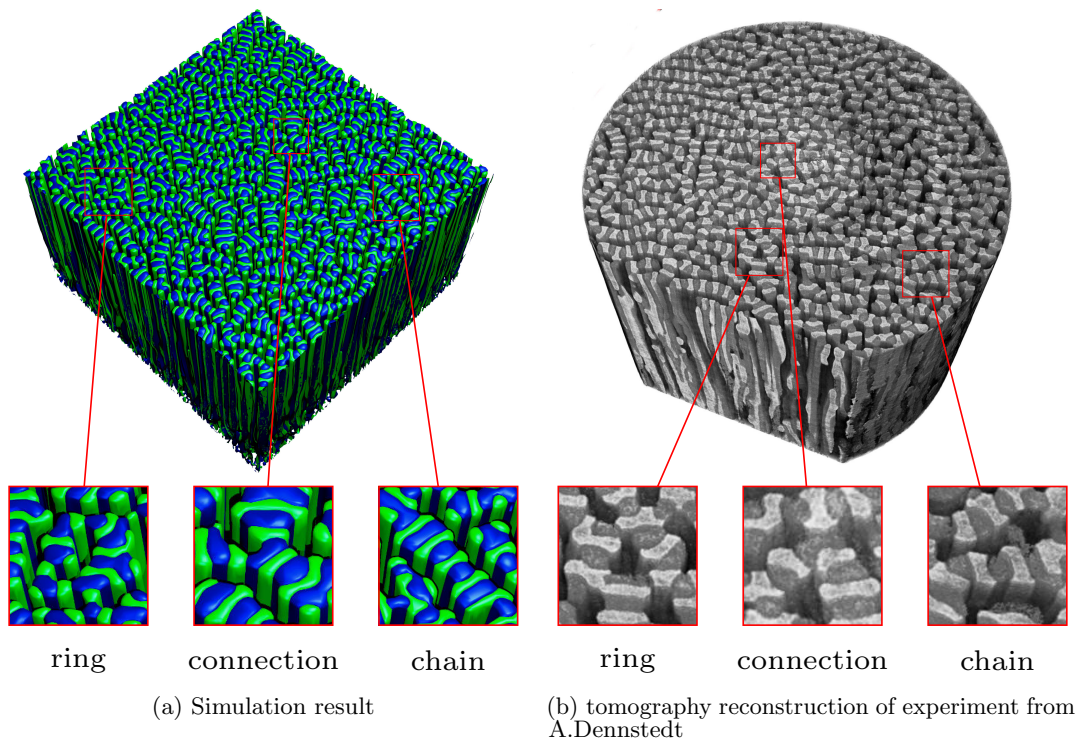 ring
connection
chain
ring
connection
chain
(a) Simulation result
(b) tomography reconstruction of experiment from
A.Dennstedt